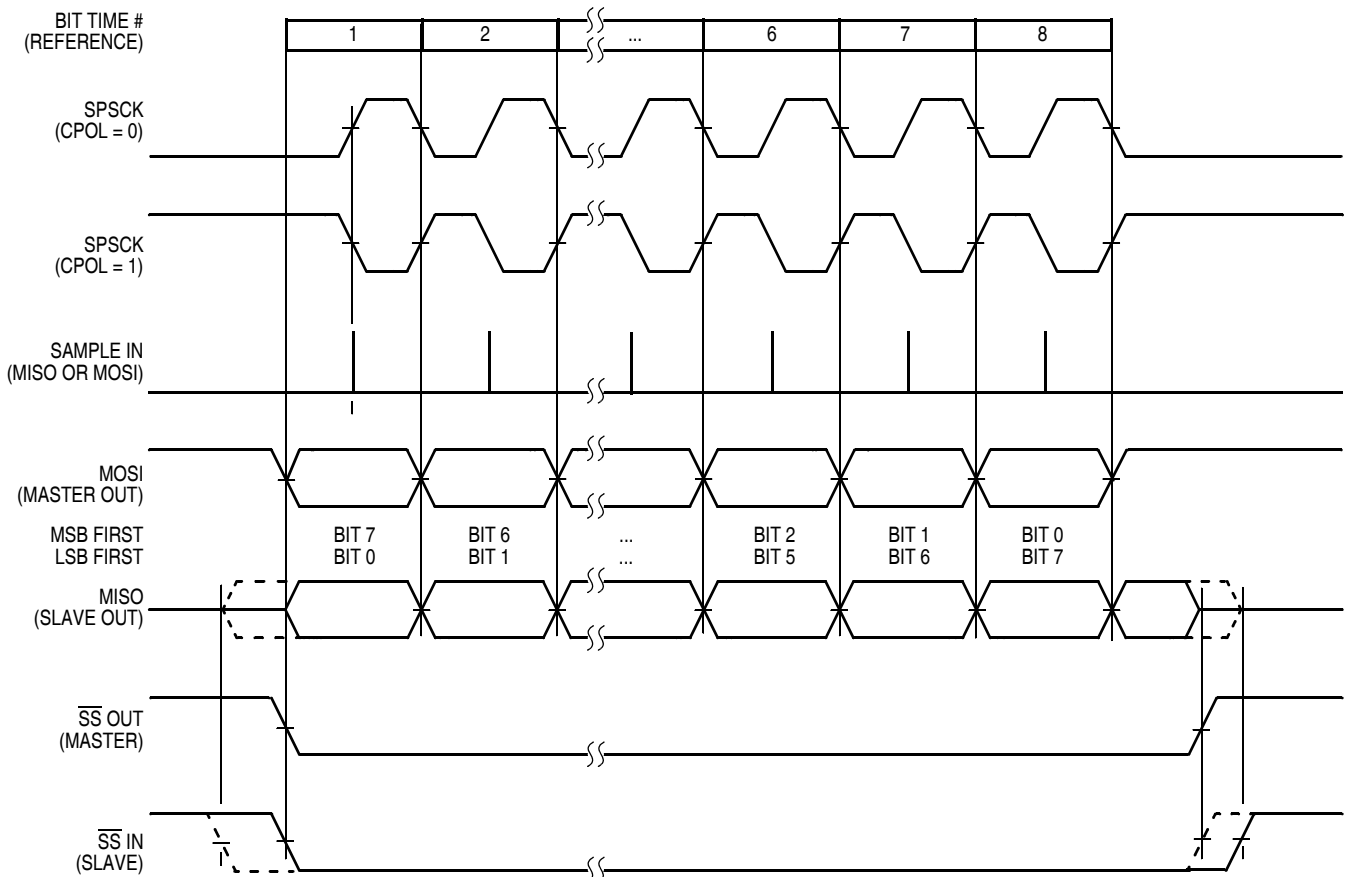 BIT TIME #
(REFERENCE)
1 2 ... 6 7 8
SPSCK
(CPOL = 0)
SPSCK
(CPOL = 1)
SAMPLE IN
(MISO OR MOSI)
MOSI
(MASTER OUT)
MSB FIRST BIT 7 BIT 6 ... BIT 2 BIT 1 BIT 0
LSB FIRST BIT 0 BIT 1 ... BIT 5 BIT 6 BIT 7
MISO
(SLAVE OUT)
S̅S̅ OUT
(MASTER)
S̅S̅ IN
(SLAVE)